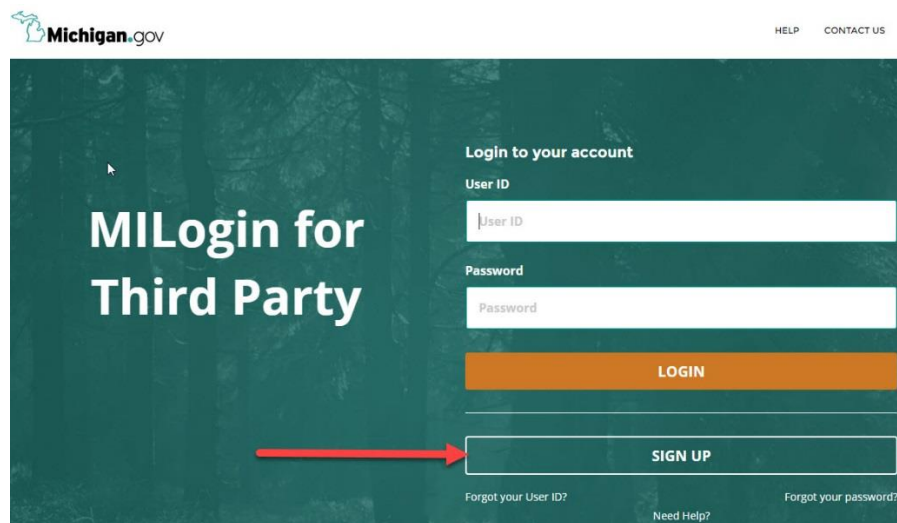 Michigan.gov
HELP CONTACT US
Login to your account
User ID
User ID
MILogin for
Third Party
Password
Password
LOGIN
SIGN UP
Forgot your User ID? Forgot your password?
Need Help?